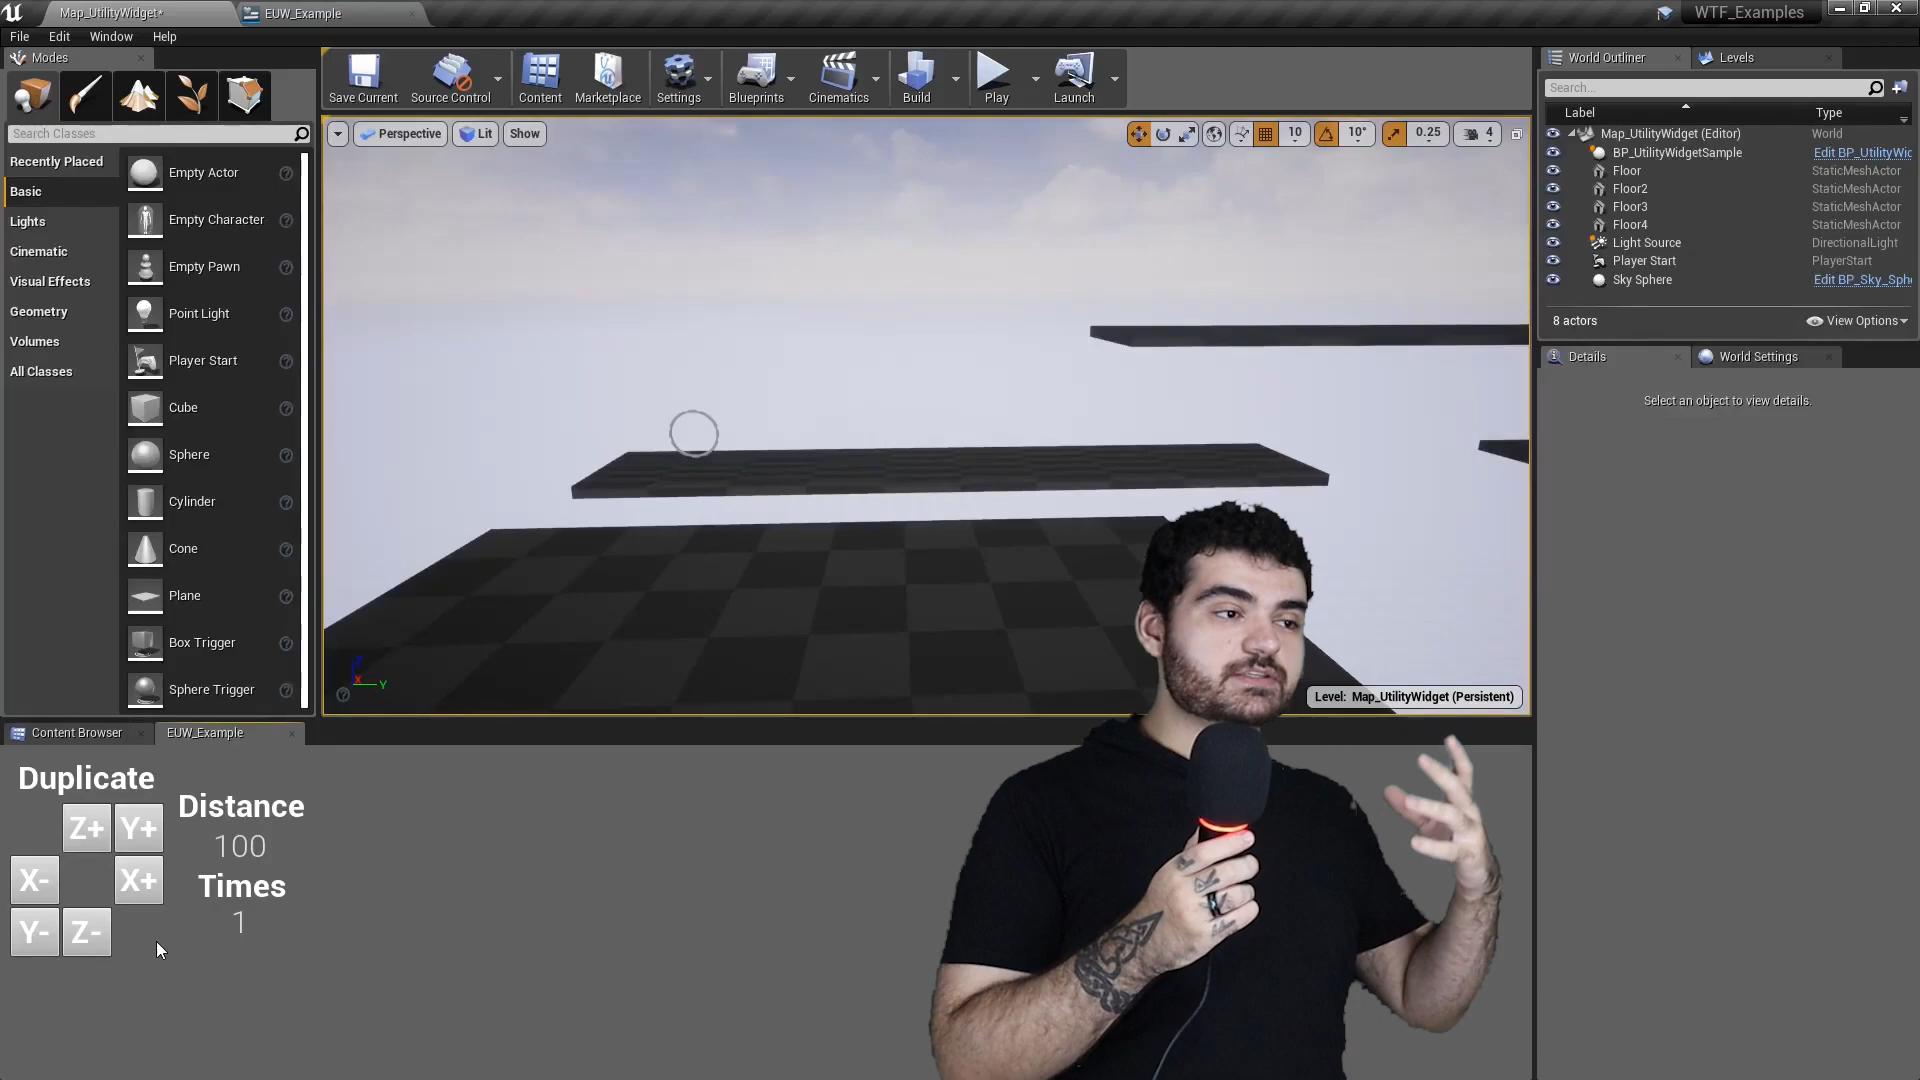 Map_UtilityWidget*
EUW_Example
WTF_Examples
File Edit Window Help
Modes
Search Classes
Recently Placed
Basic
Lights
Cinematic
Visual Effects
Geometry
Volumes
All Classes
Empty Actor
Empty Character
Empty Pawn
Point Light
Player Start
Cube
Sphere
Cylinder
Cone
Plane
Box Trigger
Sphere Trigger
Save Current
Source Control
Content
Marketplace
Settings
Blueprints
Cinematics
Build
Play
Launch
Perspective Lit Show
10 10° 0.25 4
Z
X
Y
Level: Map_UtilityWidget (Persistent)
World Outliner
Levels
Search...
Label Type
Map_UtilityWidget (Editor) World
BP_UtilityWidgetSample Edit BP_UtilityWid
Floor StaticMeshActor
Floor2 StaticMeshActor
Floor3 StaticMeshActor
Floor4 StaticMeshActor
Light Source DirectionalLight
Player Start PlayerStart
Sky Sphere Edit BP_Sky_Sph
8 actors
View Options
Details
World Settings
Select an object to view details.
Content Browser
EUW_Example
Duplicate
Z+ Y+
X- X+
Y- Z-
Distance
100
Times
1